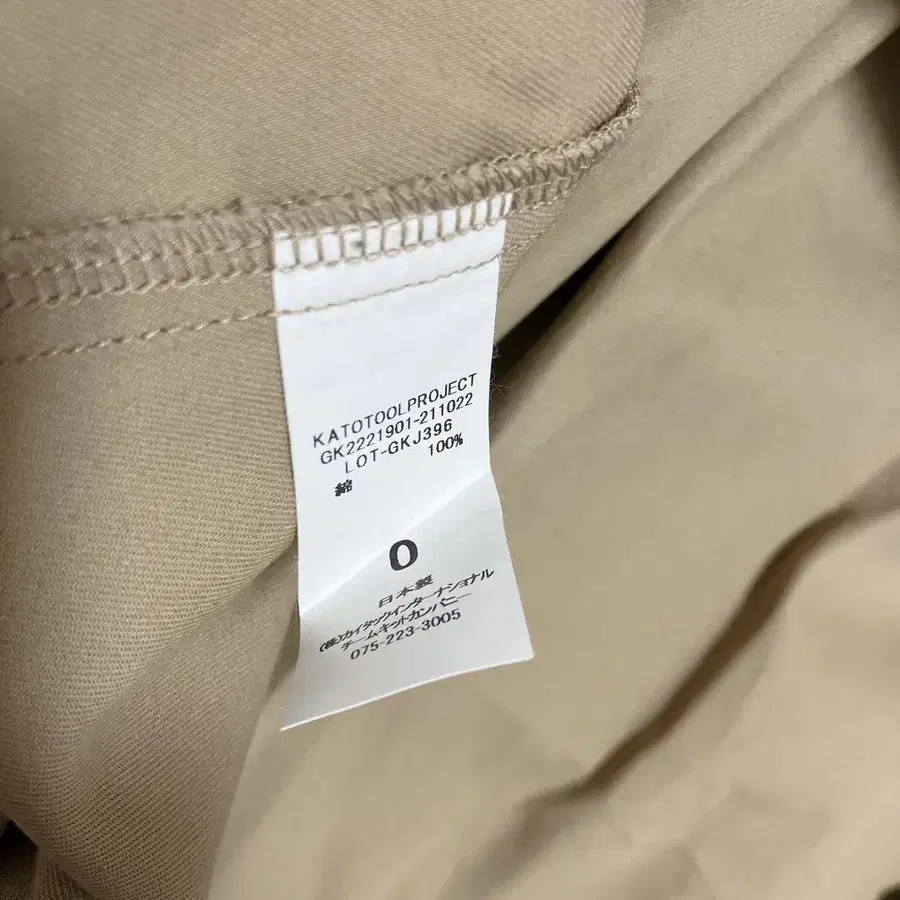 KATOTOOLPROJECT
GK2221901-211022
LOT-GKJ396
綿 100%
0
日本製
(株)カイタックインターナショナル
チームキットカンパニー
075-223-3005